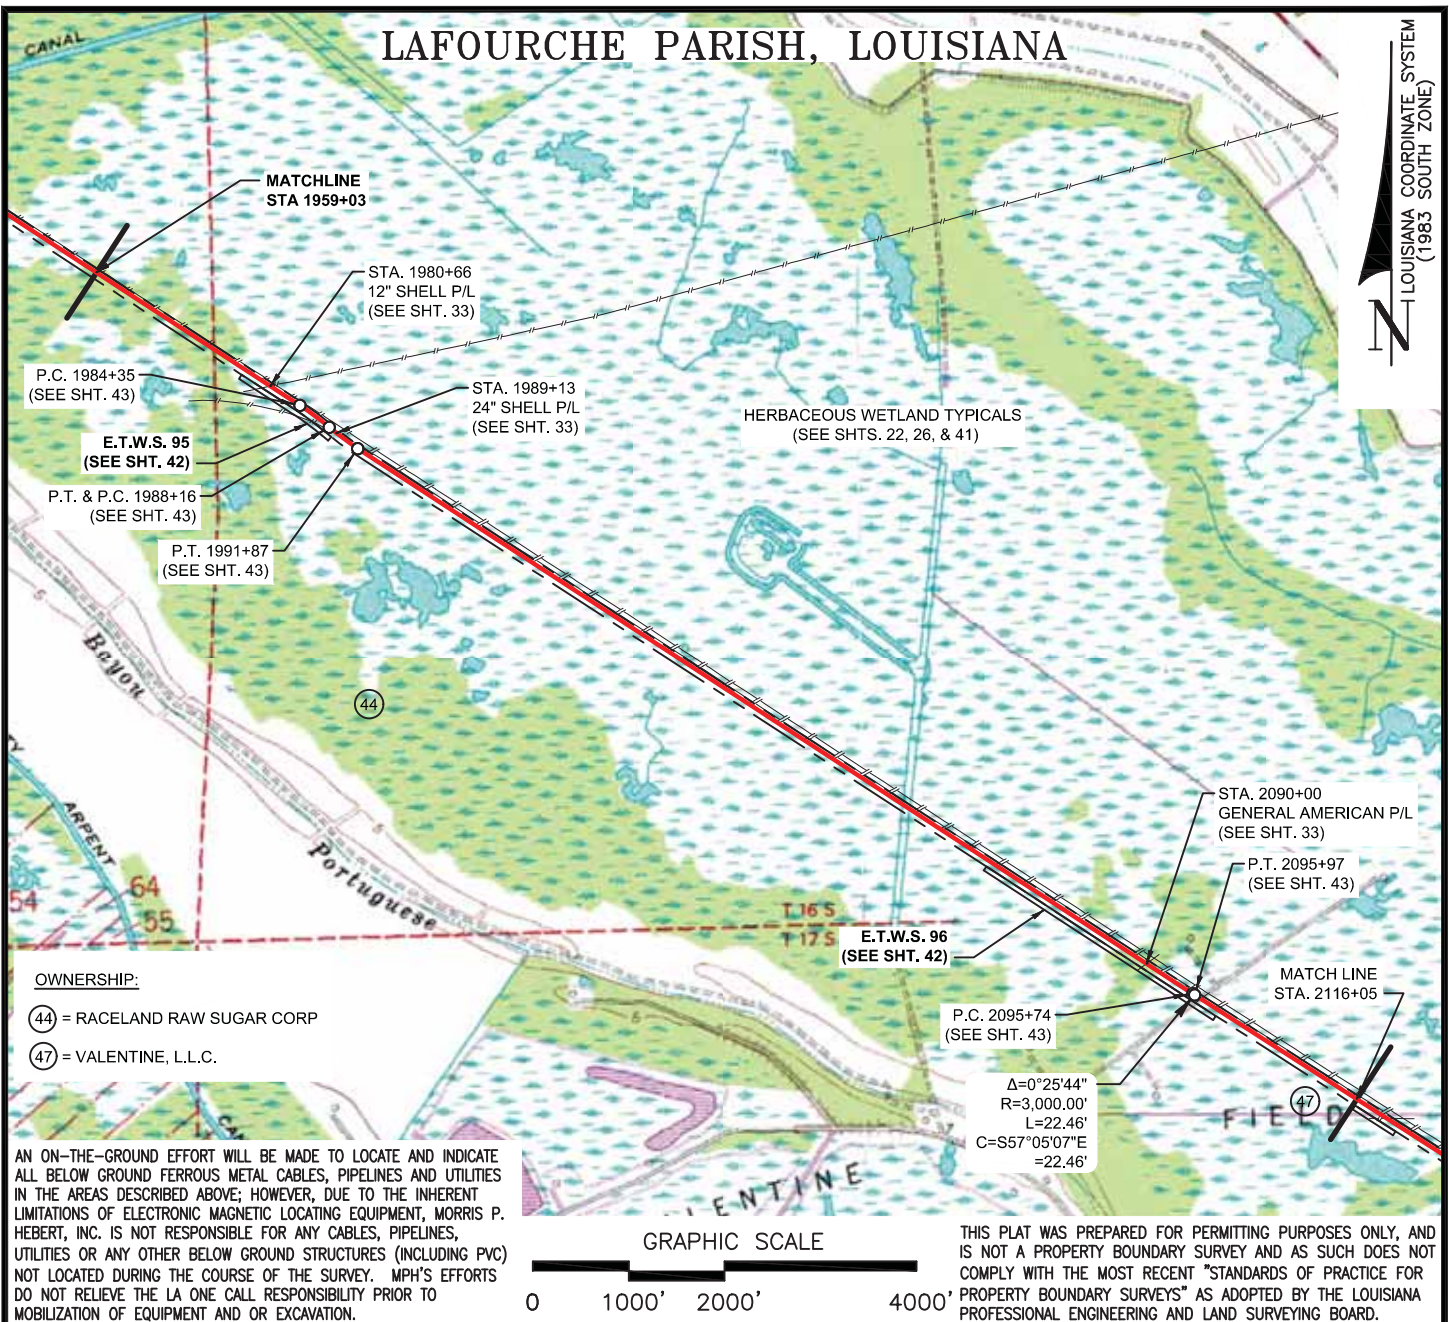 LAFOURCHE PARISH, LOUISIANA
CANAL
LOUISIANA COORDINATE SYSTEM
(1983 SOUTH ZONE)
N
MATCHLINE
STA 1959+03
STA. 1980+66
12" SHELL P/L
(SEE SHT. 33)
P.C. 1984+35
(SEE SHT. 43)
STA. 1989+13
24" SHELL P/L
(SEE SHT. 33)
HERBACEOUS WETLAND TYPICALS
(SEE SHTS. 22, 26, & 41)
E.T.W.S. 95
(SEE SHT. 42)
P.T. & P.C. 1988+16
(SEE SHT. 43)
P.T. 1991+87
(SEE SHT. 43)
5
Bayou
44
5
ARPENT
Portuguese
STA. 2090+00
GENERAL AMERICAN P/L
(SEE SHT. 33)
P.T. 2095+97
(SEE SHT. 43)
54
64
55
T 16 S
T 17 S
E.T.W.S. 96
(SEE SHT. 42)
MATCH LINE
STA. 2116+05
P.C. 2095+74
(SEE SHT. 43)
OWNERSHIP:
44 = RACELAND RAW SUGAR CORP
47 = VALENTINE, L.L.C.
Δ=0°25'44"
R=3,000.00'
L=22.46'
C=S57°05'07"E
=22.46'
47
FIELD
LENTINE
AN ON-THE-GROUND EFFORT WILL BE MADE TO LOCATE AND INDICATE
ALL BELOW GROUND FERROUS METAL CABLES, PIPELINES AND UTILITIES
IN THE AREAS DESCRIBED ABOVE; HOWEVER, DUE TO THE INHERENT
LIMITATIONS OF ELECTRONIC MAGNETIC LOCATING EQUIPMENT, MORRIS P.
HEBERT, INC. IS NOT RESPONSIBLE FOR ANY CABLES, PIPELINES,
UTILITIES OR ANY OTHER BELOW GROUND STRUCTURES (INCLUDING PVC)
NOT LOCATED DURING THE COURSE OF THE SURVEY. MPH'S EFFORTS
DO NOT RELIEVE THE LA ONE CALL RESPONSIBILITY PRIOR TO
MOBILIZATION OF EQUIPMENT AND OR EXCAVATION.
GRAPHIC SCALE
0 1000' 2000' 4000'
THIS PLAT WAS PREPARED FOR PERMITTING PURPOSES ONLY, AND
IS NOT A PROPERTY BOUNDARY SURVEY AND AS SUCH DOES NOT
COMPLY WITH THE MOST RECENT "STANDARDS OF PRACTICE FOR
PROPERTY BOUNDARY SURVEYS" AS ADOPTED BY THE LOUISIANA
PROFESSIONAL ENGINEERING AND LAND SURVEYING BOARD.